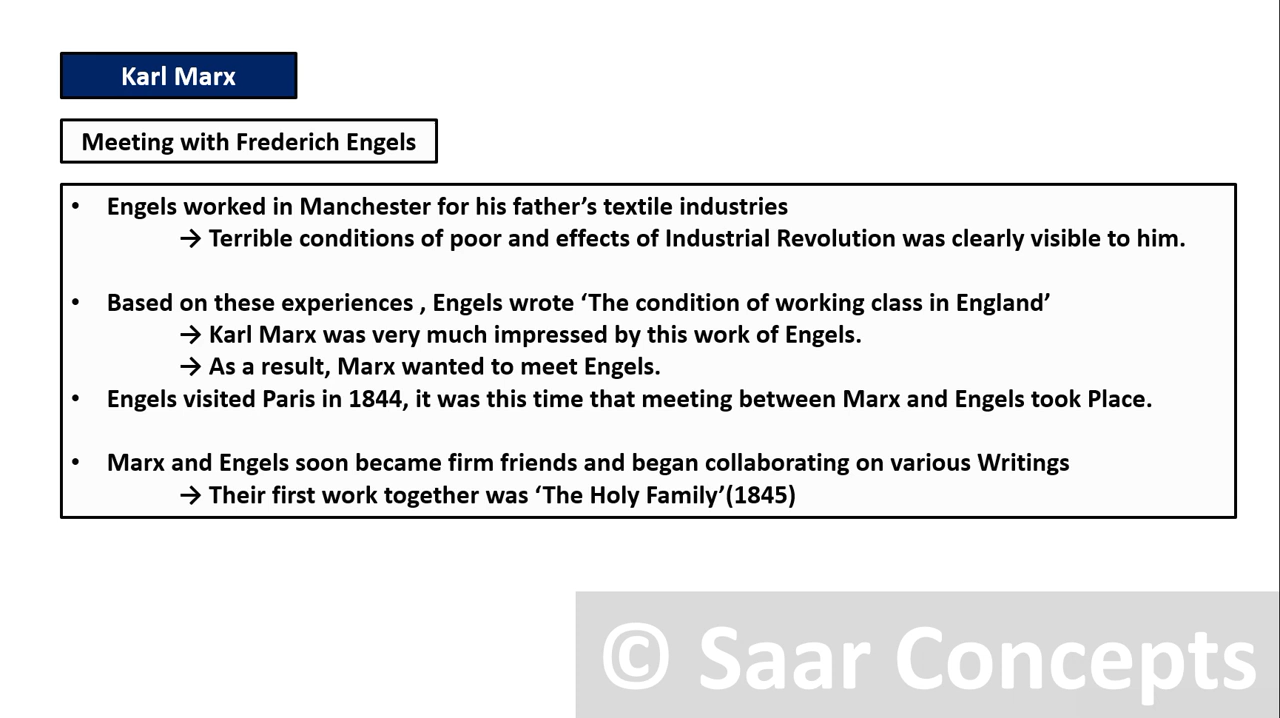 Karl Marx
Meeting with Frederich Engels
• Engels worked in Manchester for his father’s textile industries
→ Terrible conditions of poor and effects of Industrial Revolution was clearly visible to him.
• Based on these experiences , Engels wrote ‘The condition of working class in England’
→ Karl Marx was very much impressed by this work of Engels.
→ As a result, Marx wanted to meet Engels.
• Engels visited Paris in 1844, it was this time that meeting between Marx and Engels took Place.
• Marx and Engels soon became firm friends and began collaborating on various Writings
→ Their first work together was ‘The Holy Family’(1845)
© Saar Concepts